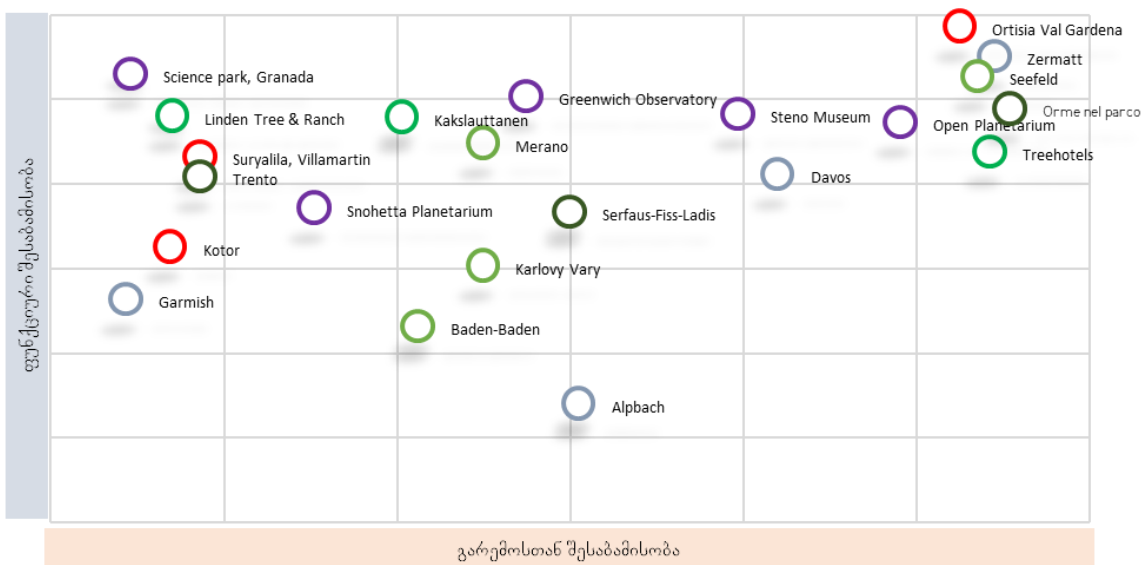 Ortisia Val Gardena
Zermatt
Science park, Granada
Seefeld
Greenwich Observatory
Orme nel parco
Linden Tree & Ranch
Kakslauttanen
Steno Museum
Open Planetarium
Merano
Treehotels
Suryalila, Villamartin
Trento
Davos
Snohetta Planetarium
Serfaus-Fiss-Ladis
Kotor
Karlovy Vary
Garmish
Baden-Baden
Alpbach
ფუნქციური შესაბამისობა
გარემოსთან შესაბამისობა